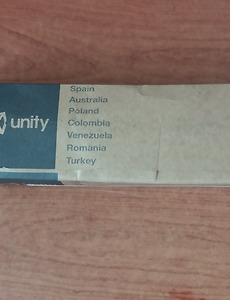 unity
Spain
Australia
Poland
Colombia
Venezuela
Romania
Turkey